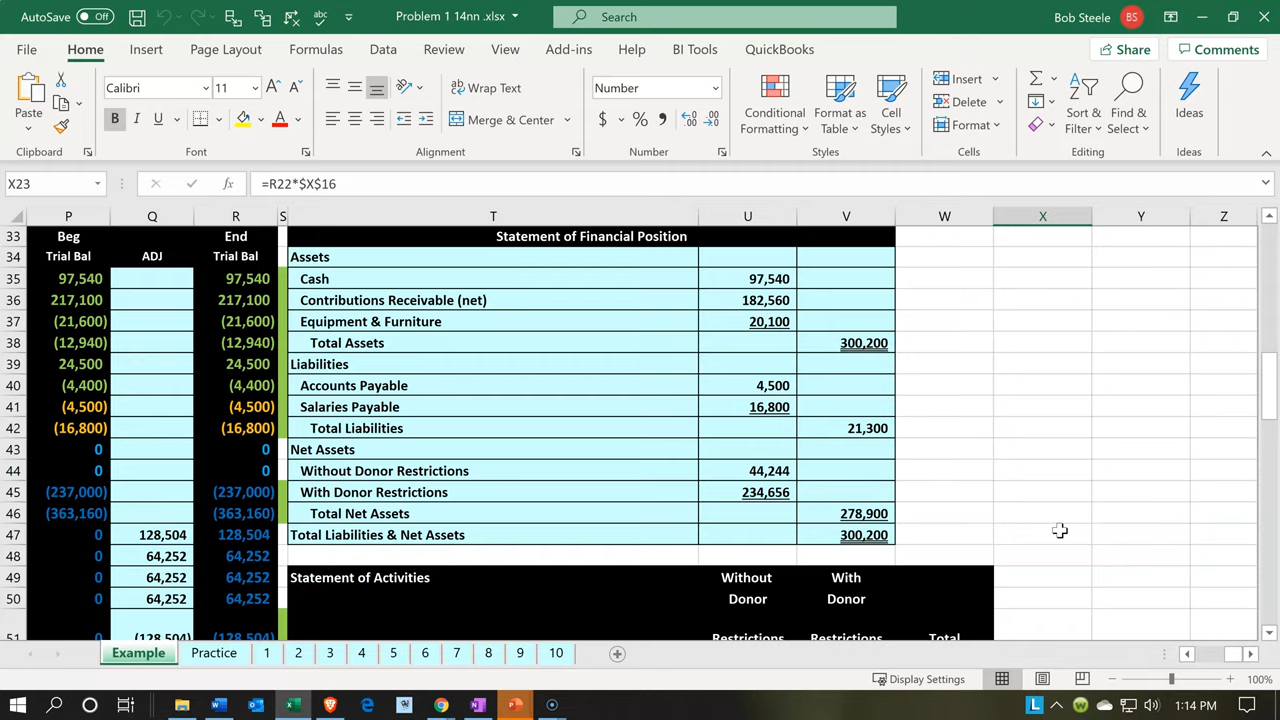 AutoSave Off abc Problem 1 14nn .xlsx Search Bob Steele BS
File Home Insert Page Layout Formulas Data Review View Add-ins Help BI Tools QuickBooks Share Comments
Paste Calibri 11 A A Wrap Text Number Conditional Formatting Format as Table Cell Styles Insert Sort & Filter Find & Select Ideas
B I U A Merge & Center $ % , Delete Format
Clipboard Font Alignment Number Styles Cells Editing Ideas
X23 fx =R22*$X$16
P Q R S T U V W X Y Z
33 Beg End Statement of Financial Position
34 Trial Bal ADJ Trial Bal Assets
35 97,540 97,540 Cash 97,540
36 217,100 217,100 Contributions Receivable (net) 182,560
37 (21,600) (21,600) Equipment & Furniture 20,100
38 (12,940) (12,940) Total Assets 300,200
39 24,500 24,500 Liabilities
40 (4,400) (4,400) Accounts Payable 4,500
41 (4,500) (4,500) Salaries Payable 16,800
42 (16,800) (16,800) Total Liabilities 21,300
43 0 0 Net Assets
44 0 0 Without Donor Restrictions 44,244
45 (237,000) (237,000) With Donor Restrictions 234,656
46 (363,160) (363,160) Total Net Assets 278,900
47 0 128,504 128,504 Total Liabilities & Net Assets 300,200
48 0 64,252 64,252
49 0 64,252 64,252 Statement of Activities Without With
50 0 64,252 64,252 Donor Donor
51 0 (128,504) (128,504) Restrictions Restrictions Total
Example Practice 1 2 3 4 5 6 7 8 9 10
Display Settings 100%
1:14 PM